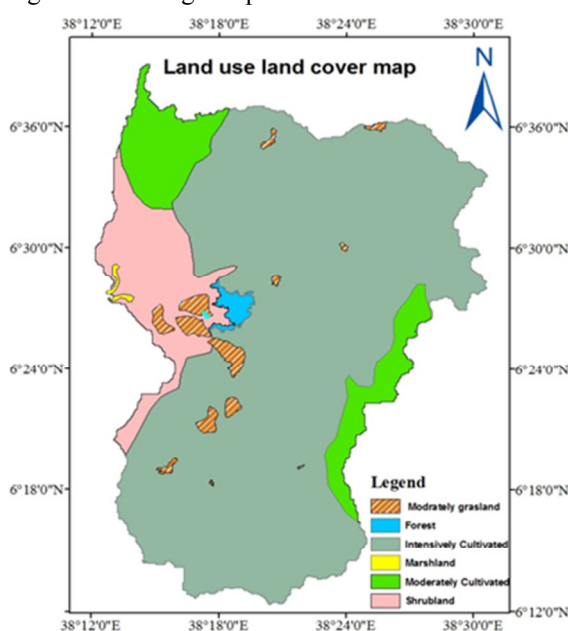 38°12'0"E 38°18'0"E 38°24'0"E 38°30'0"E
Land use land cover map
N
6°36'0"N 6°36'0"N
6°30'0"N 6°30'0"N
6°24'0"N 6°24'0"N
6°18'0"N 6°18'0"N
Legend
Modrately grasland
Forest
Intensively Cultivated
Marshland
Moderately Cultivated
Shrubland
6°12'0"N
38°12'0"E 38°18'0"E 38°24'0"E 38°30'0"E